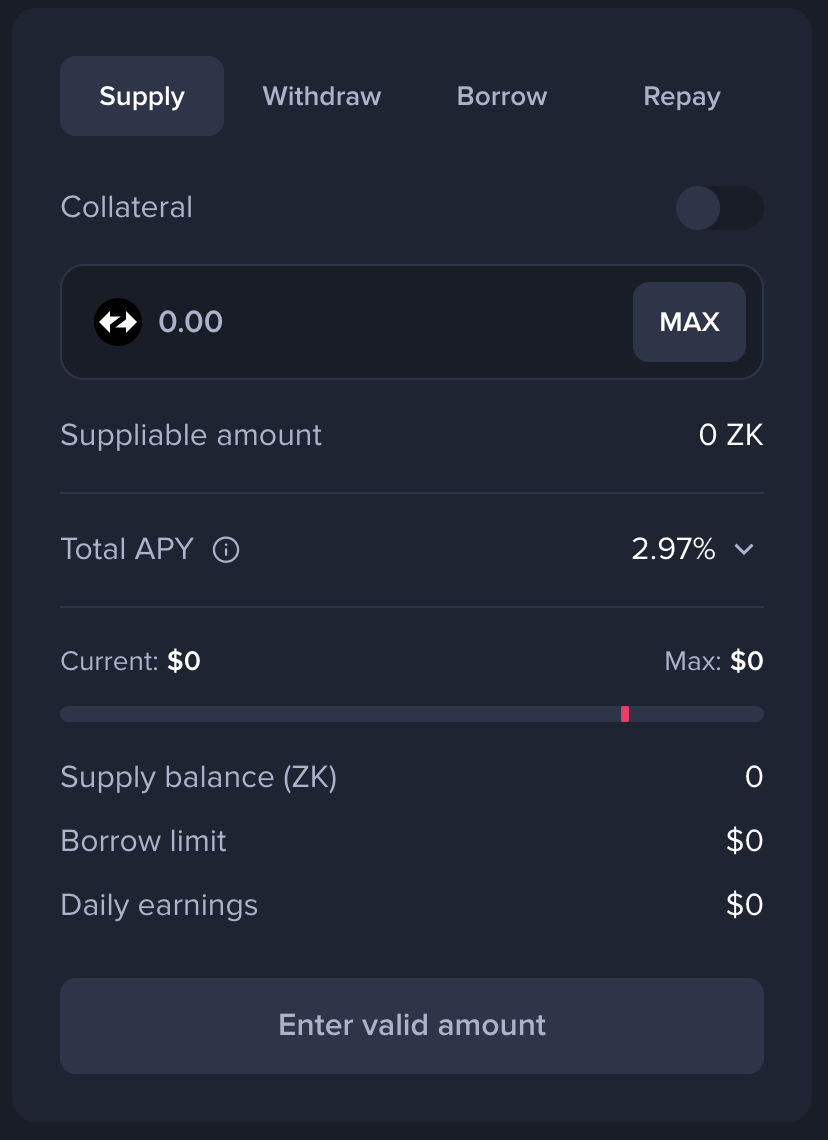 Supply Withdraw Borrow Repay
Collateral
0.00 MAX
Suppliable amount 0 ZK
Total APY 2.97%
Current: $0 Max: $0
Supply balance (ZK) 0
Borrow limit $0
Daily earnings $0
Enter valid amount